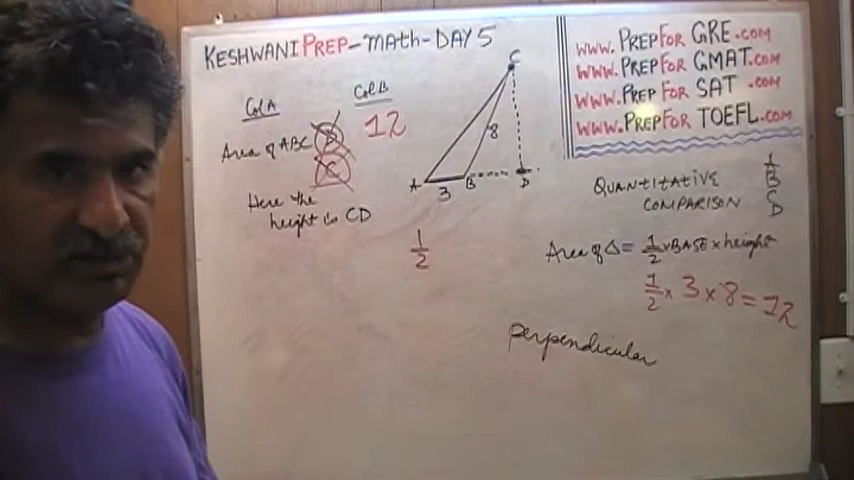 KESHWANIPREP-MATH-DAY 5
WWW.PREPFOR GRE.COM
WWW.PREPFOR GMAT.COM
WWW.PREP FOR SAT.COM
WWW.PREPFOR TOEFL.COM
Col A
Col B
Area of ABC D
12
C
Here the
height is CD
C
8
A
B
D
3
QUANTITATIVE
COMPARISON
A
B
C
D
1/2
Area of Δ = 1/2 x BASE x height
1/2 x 3 x 8 = 12
perpendicular